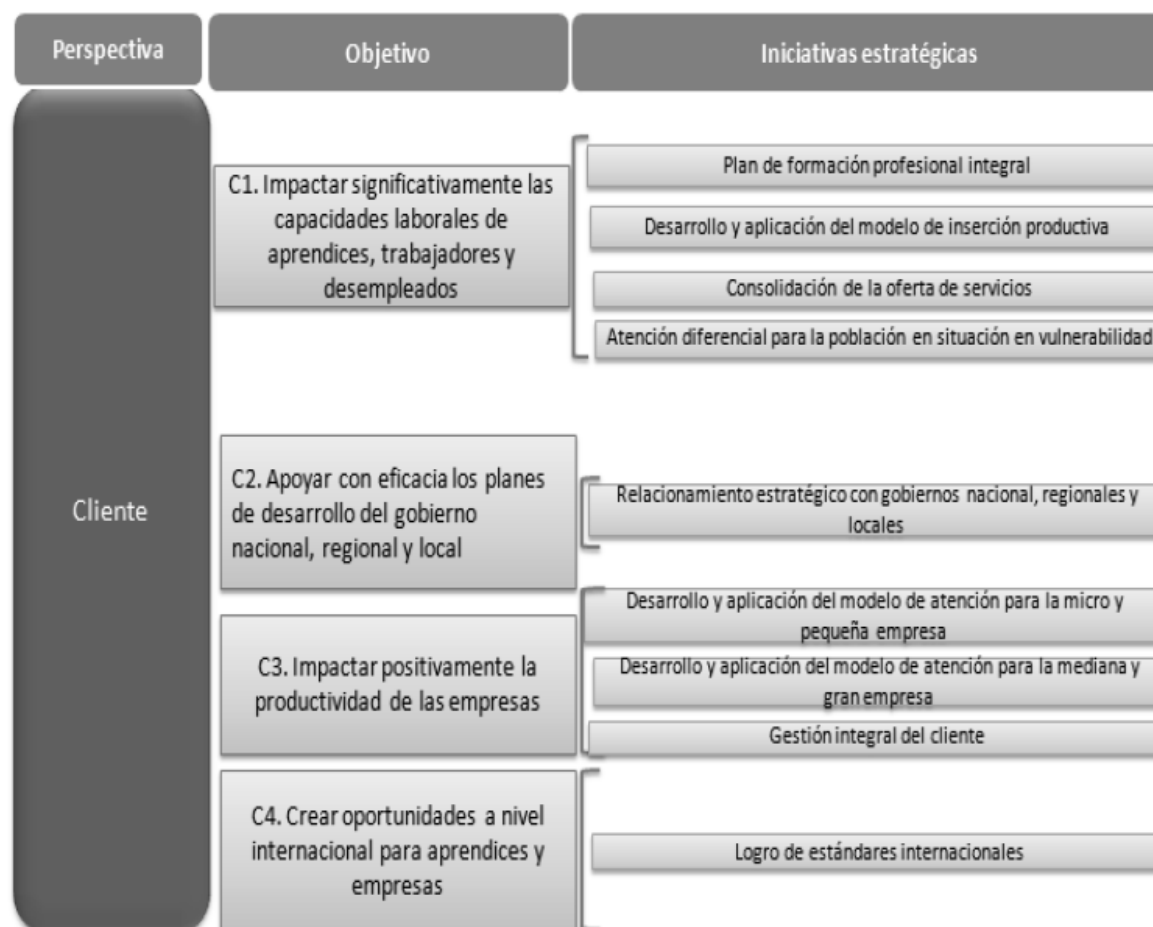 Perspectiva
Objetivo
Iniciativas estratégicas
Cliente
C1. Impactar significativamente las
capacidades laborales de
aprendices, trabajadores y
desempleados
Plan de formación profesional integral
Desarrollo y aplicación del modelo de inserción productiva
Consolidación de la oferta de servicios
Atención diferencial para la población en situación en vulnerabilidad
C2. Apoyar con eficacia los planes
de desarrollo del gobierno
nacional, regional y local
Relacionamiento estratégico con gobiernos nacional, regionales y
locales
C3. Impactar positivamente la
productividad de las empresas
Desarrollo y aplicación del modelo de atención para la micro y
pequeña empresa
Desarrollo y aplicación del modelo de atención para la mediana y
gran empresa
Gestión integral del cliente
C4. Crear oportunidades a nivel
internacional para aprendices y
empresas
Logro de estándares internacionales